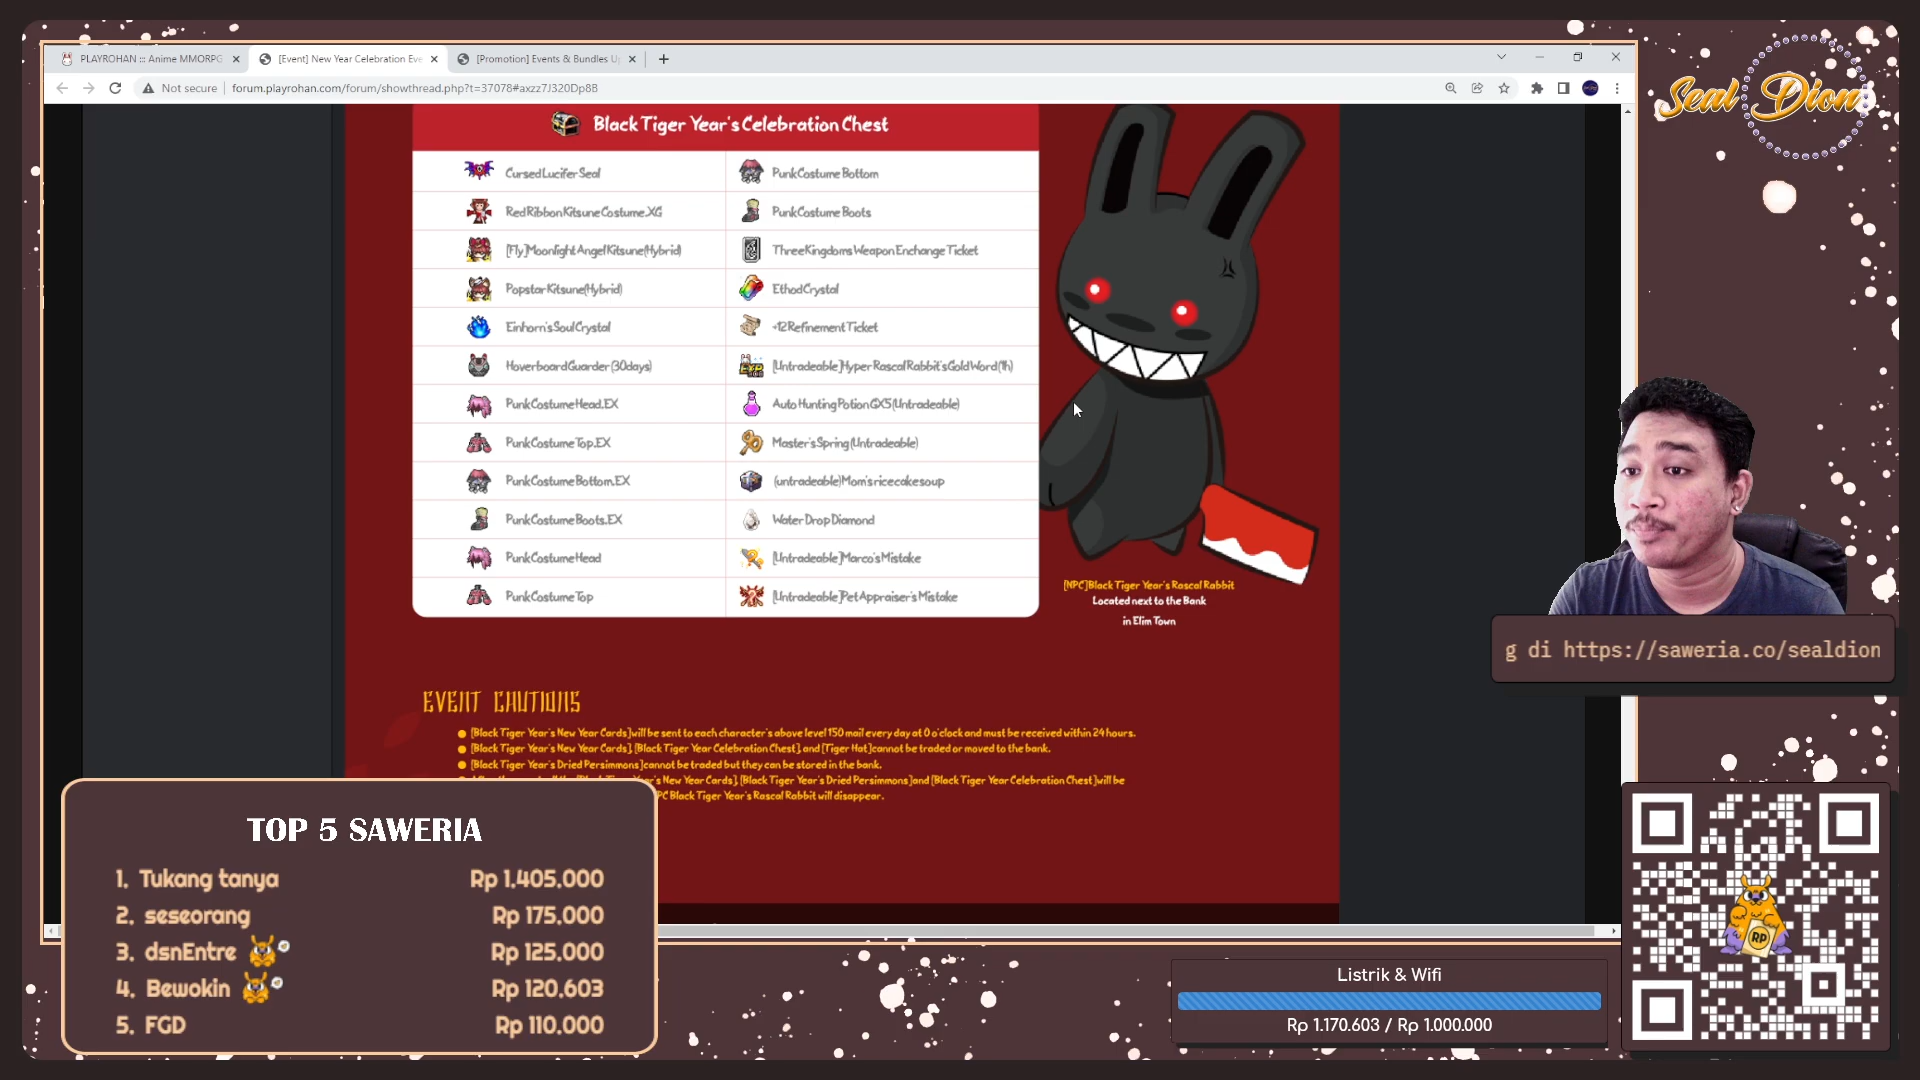 PLAYROHAN ::: Anime MMORPG
[Event] New Year Celebration Eve
[Promotion] Events & Bundles U
Not secure
forum.playrohan.com/forum/showthread.php?t=37078#axzz7J320Dp8B
Seal Dion
Black Tiger Year's Celebration Chest
Cursed Lucifer Seal
Punk Costume Bottom
Red Ribbon Kitsune Costume.XG
Punk Costume Boots
[Fly]Moonlight Angel Kitsune(Hybrid)
Three Kingdoms Weapon Enchange Ticket
Popstar Kitsune(Hybrid)
Ethod Crystal
Einhorn's Soul Crystal
+12 Refinement Ticket
Hoverboard Guarder (30days)
[Untradeable]Hyper Rascal Rabbit's Gold Word(1h)
Punk Costume Head.EX
Auto Hunting Potion GX5(Untradeable)
Punk Costume Top.EX
Master's Spring(Untradeable)
Punk Costume Bottom.EX
(untradeable)Mom's rice cake soup
Punk Costume Boots.EX
Water Drop Diamond
Punk Costume Head
[Untradeable]Marco's Mistake
Punk Costume Top
[Untradeable]Pet Appraiser's Mistake
[NPC]Black Tiger Year's Rascal Rabbit
Located next to the Bank
in Elim Town
g di https://saweria.co/sealdion
EVENT CAUTIONS
[Black Tiger Year's New Year Cards]will be sent to each character's above level 150 mail every day at 0 o'clock and must be received within 24 hours.
[Black Tiger Year's New Year Cards], [Black Tiger Year Celebration Chest], and [Tiger Hat]cannot be traded or moved to the bank.
[Black Tiger Year's Dried Persimmons]cannot be traded but they can be stored in the bank.
's New Year Cards], [Black Tiger Year's Dried Persimmons]and [Black Tiger Year Celebration Chest]will be
PC Black Tiger Year's Rascal Rabbit will disappear.
TOP 5 SAWERIA
1. Tukang tanya Rp 1.405.000
2. seseorang Rp 175.000
3. dsnEntre Rp 125.000
4. Bewokin Rp 120.603
5. FGD Rp 110.000
Listrik & Wifi
Rp 1.170.603 / Rp 1.000.000
RP